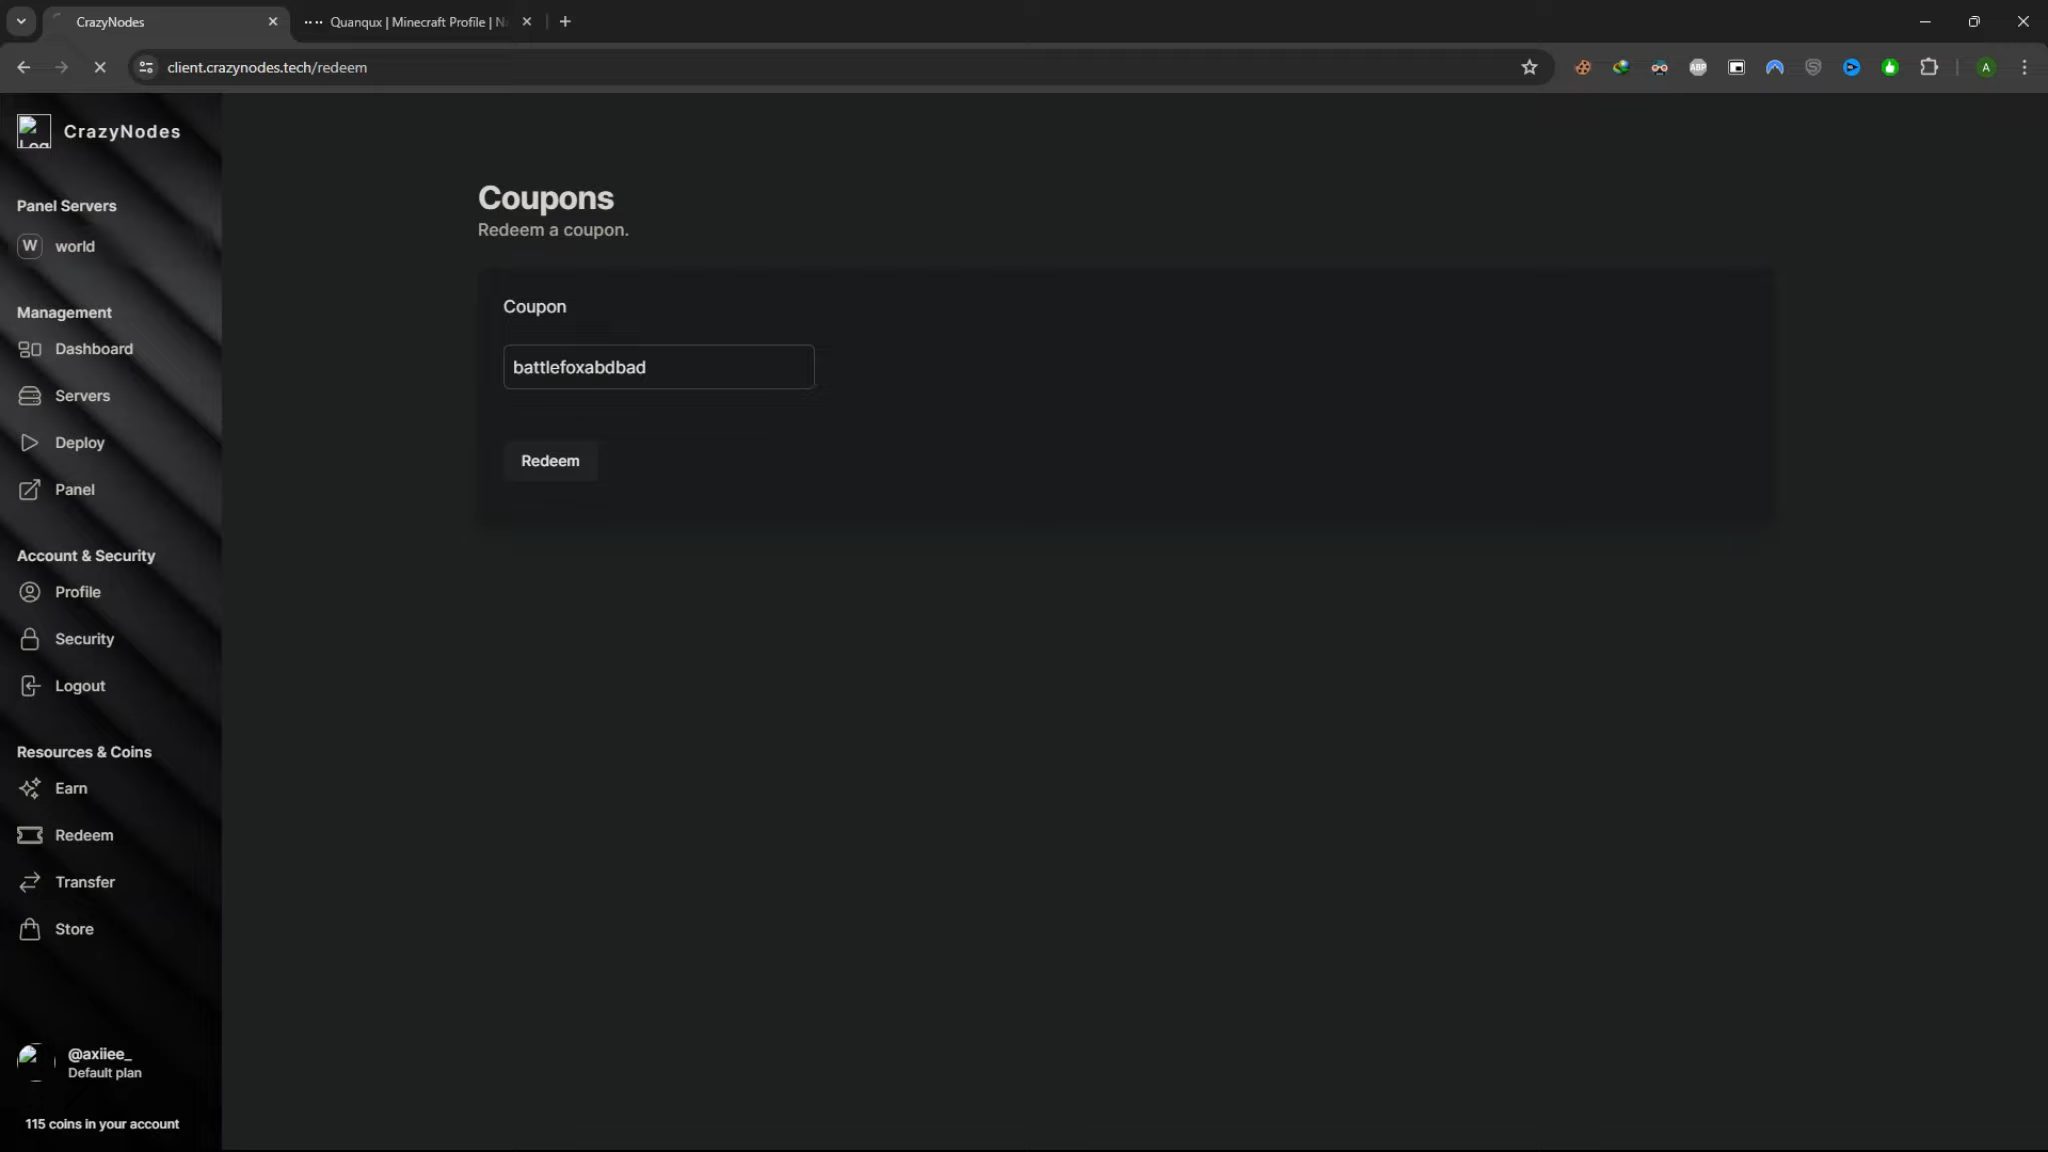 CrazyNodes
Quanqux | Minecraft Profile | Na
client.crazynodes.tech/redeem
ABP
A
CrazyNodes
Panel Servers
W world
Management
Dashboard
Servers
Deploy
Panel
Account & Security
Profile
Security
Logout
Resources & Coins
Earn
Redeem
Transfer
Store
@axiiee_
Default plan
115 coins in your account
Coupons
Redeem a coupon.
Coupon
battlefoxabdbad
Redeem